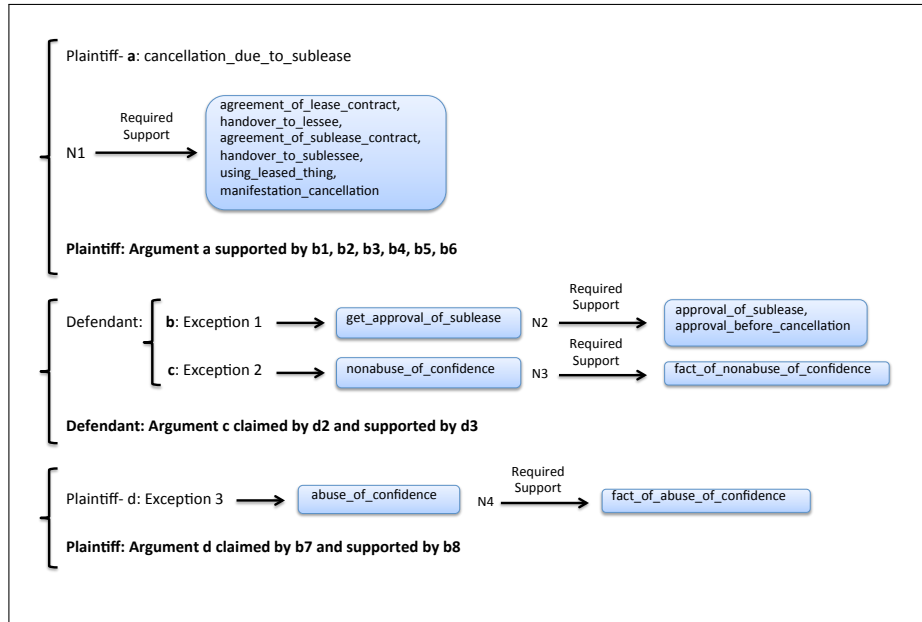 Plaintiff- a: cancellation_due_to_sublease
Required
Support
N1
agreement_of_lease_contract,
handover_to_lessee,
agreement_of_sublease_contract,
handover_to_sublessee,
using_leased_thing,
manifestation_cancellation
Plaintiff: Argument a supported by b1, b2, b3, b4, b5, b6
Defendant:
b: Exception 1
get_approval_of_sublease
N2
Required
Support
approval_of_sublease,
approval_before_cancellation
c: Exception 2
nonabuse_of_confidence
N3
Required
Support
fact_of_nonabuse_of_confidence
Defendant: Argument c claimed by d2 and supported by d3
Plaintiff- d: Exception 3
abuse_of_confidence
N4
Required
Support
fact_of_abuse_of_confidence
Plaintiff: Argument d claimed by b7 and supported by b8